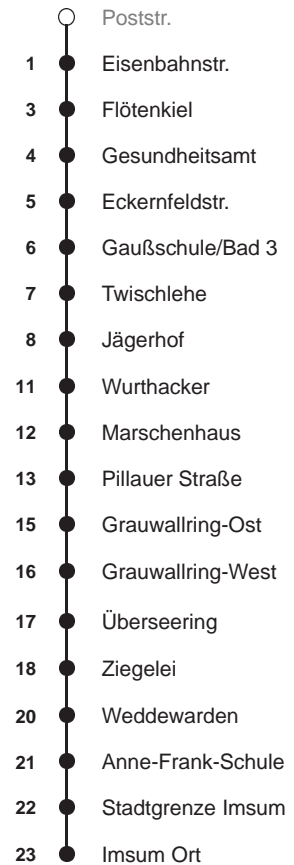 Poststr.
1 Eisenbahnstr.
3 Flötenkiel
4 Gesundheitsamt
5 Eckernfeldstr.
6 Gaußschule/Bad 3
7 Twischlehe
8 Jägerhof
11 Wurthacker
12 Marschenhaus
13 Pillauer Straße
15 Grauwallring-Ost
16 Grauwallring-West
17 Überseering
18 Ziegelei
20 Weddewarden
21 Anne-Frank-Schule
22 Stadtgrenze Imsum
23 Imsum Ort